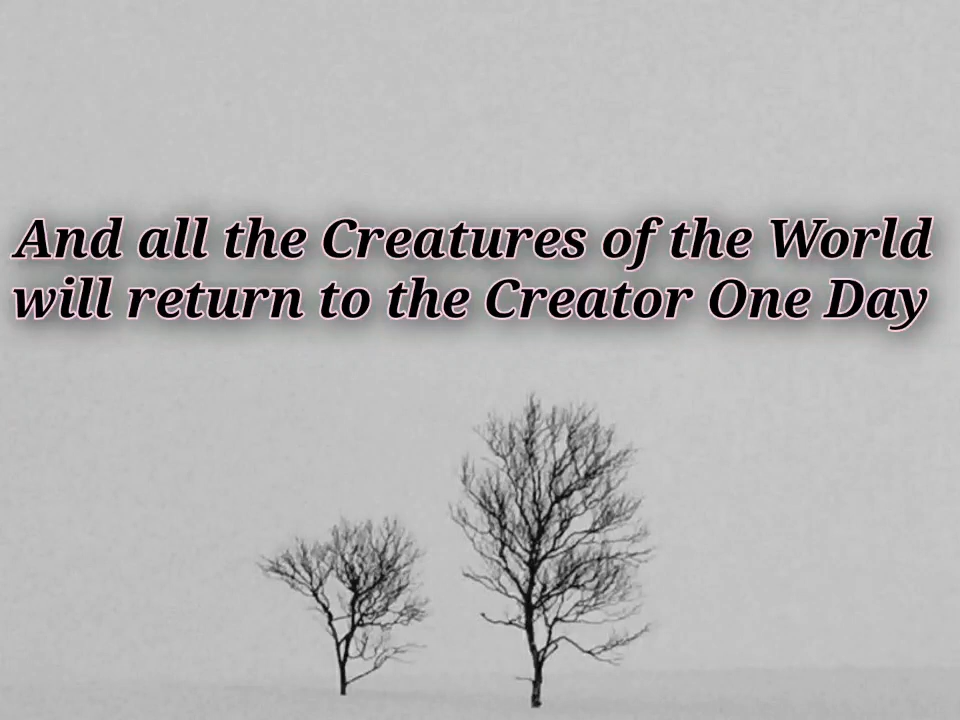 And all the Creatures of the World
will return to the Creator One Day